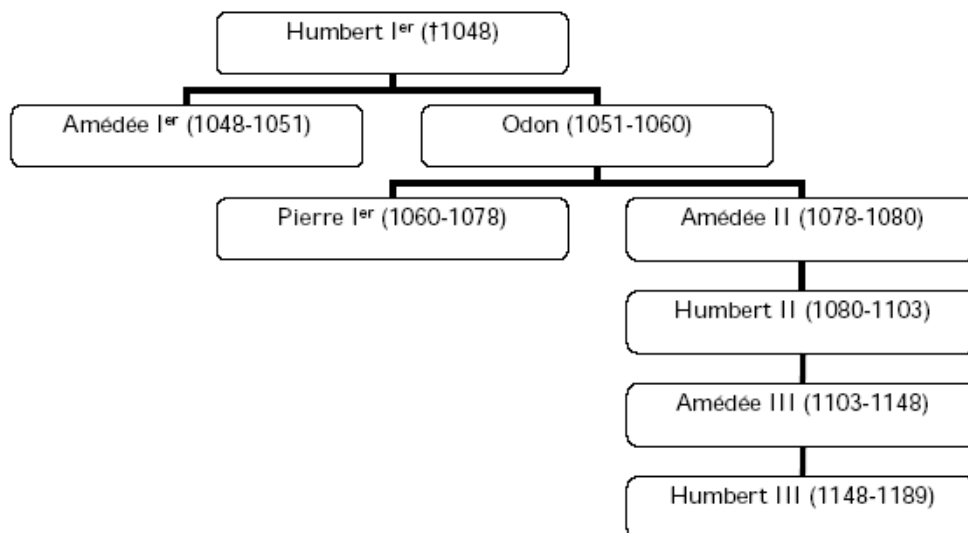 Humbert Iᵉʳ (†1048)
Amédée Iᵉʳ (1048-1051)
Odon (1051-1060)
Pierre Iᵉʳ (1060-1078)
Amédée II (1078-1080)
Humbert II (1080-1103)
Amédée III (1103-1148)
Humbert III (1148-1189)